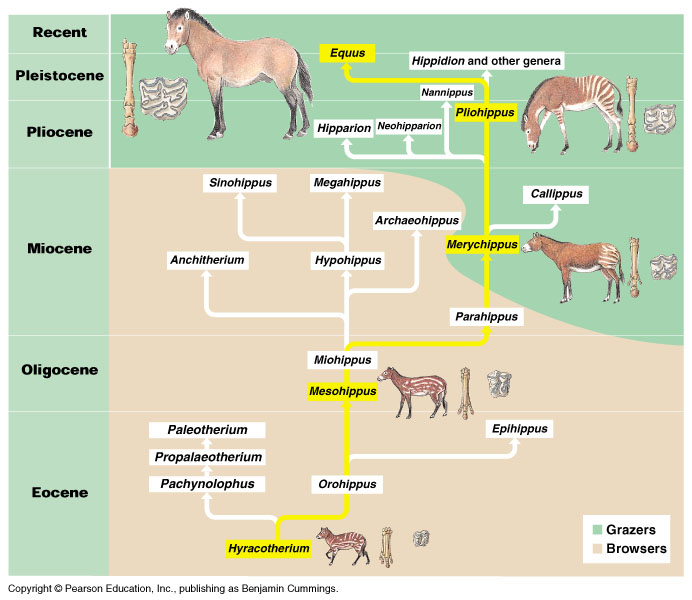 Recent
Equus
Hippidion and other genera
Pleistocene
Nannippus
Pliohippus
Pliocene
Hipparion
Neohipparion
Sinohippus
Megahippus
Callippus
Archaeohippus
Miocene
Merychippus
Anchitherium
Hypohippus
Parahippus
Oligocene
Miohippus
Mesohippus
Paleotherium
Epihippus
Propalaeotherium
Pachynolophus
Orohippus
Eocene
Grazers
Browsers
Hyracotherium
Copyright © Pearson Education, Inc., publishing as Benjamin Cummings.